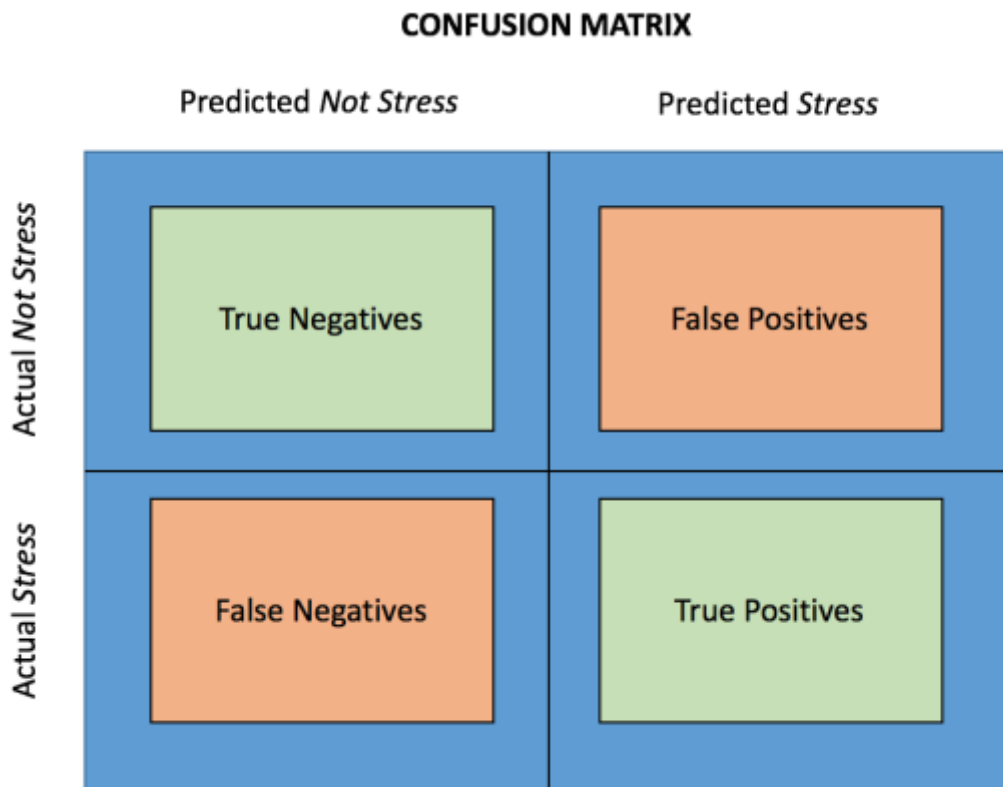 CONFUSION MATRIX
Predicted Not Stress
Predicted Stress
Actual Not Stress
True Negatives
False Positives
Actual Stress
False Negatives
True Positives